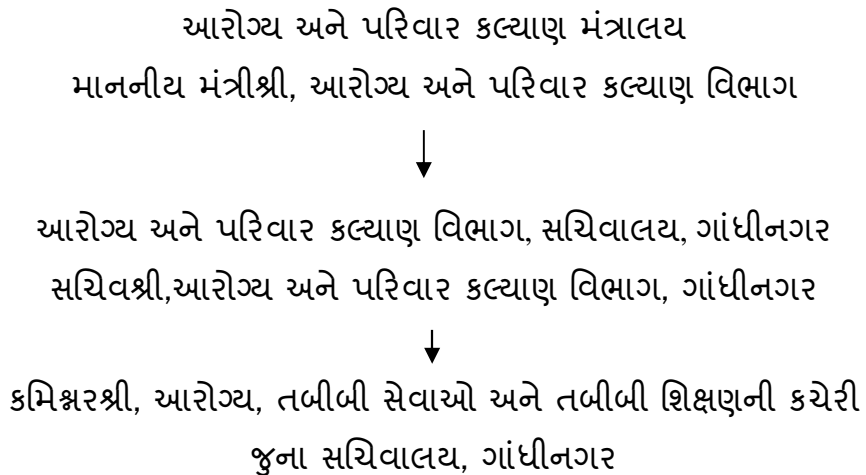 આરોગ્ય અને પરિવાર કલ્યાણ મંત્રાલય
માનનીય મંત્રીશ્રી, આરોગ્ય અને પરિવાર કલ્યાણ વિભાગ
આરોગ્ય અને પરિવાર કલ્યાણ વિભાગ, સચિવાલય, ગાંધીનગર
સચિવશ્રી,આરોગ્ય અને પરિવાર કલ્યાણ વિભાગ, ગાંધીનગર
કમિશ્નરશ્રી, આરોગ્ય, તબીબી સેવાઓ અને તબીબી શિક્ષણની કચેરી
જુના સચિવાલય, ગાંધીનગર